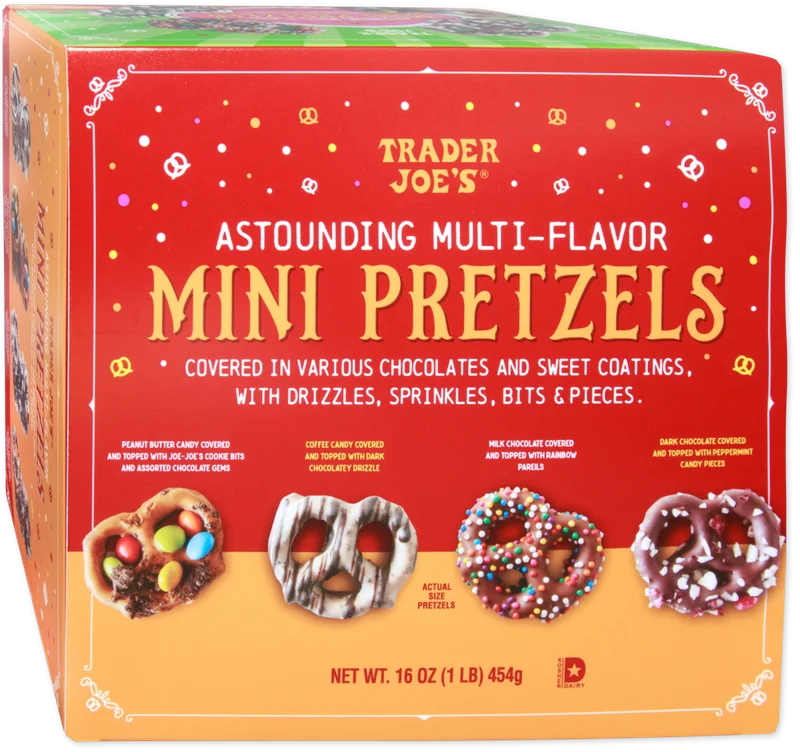 TRADER
JOE'S®
ASTOUNDING MULTI-FLAVOR
MINI PRETZELS
COVERED IN VARIOUS CHOCOLATES AND SWEET COATINGS,
WITH DRIZZLES, SPRINKLES, BITS & PIECES.
PEANUT BUTTER CANDY COVERED
AND TOPPED WITH JOE-JOE'S COOKIE BITS
AND ASSORTED CHOCOLATE GEMS
COFFEE CANDY COVERED
AND TOPPED WITH DARK
CHOCOLATEY DRIZZLE
MILK CHOCOLATE COVERED
AND TOPPED WITH RAINBOW
PAREILS
DARK CHOCOLATE COVERED
AND TOPPED WITH PEPPERMINT
CANDY PIECES
ACTUAL
SIZE
PRETZELS
NET WT. 16 OZ (1 LB) 454g
KOSHER
D
DAIRY
MINI PRETZELS